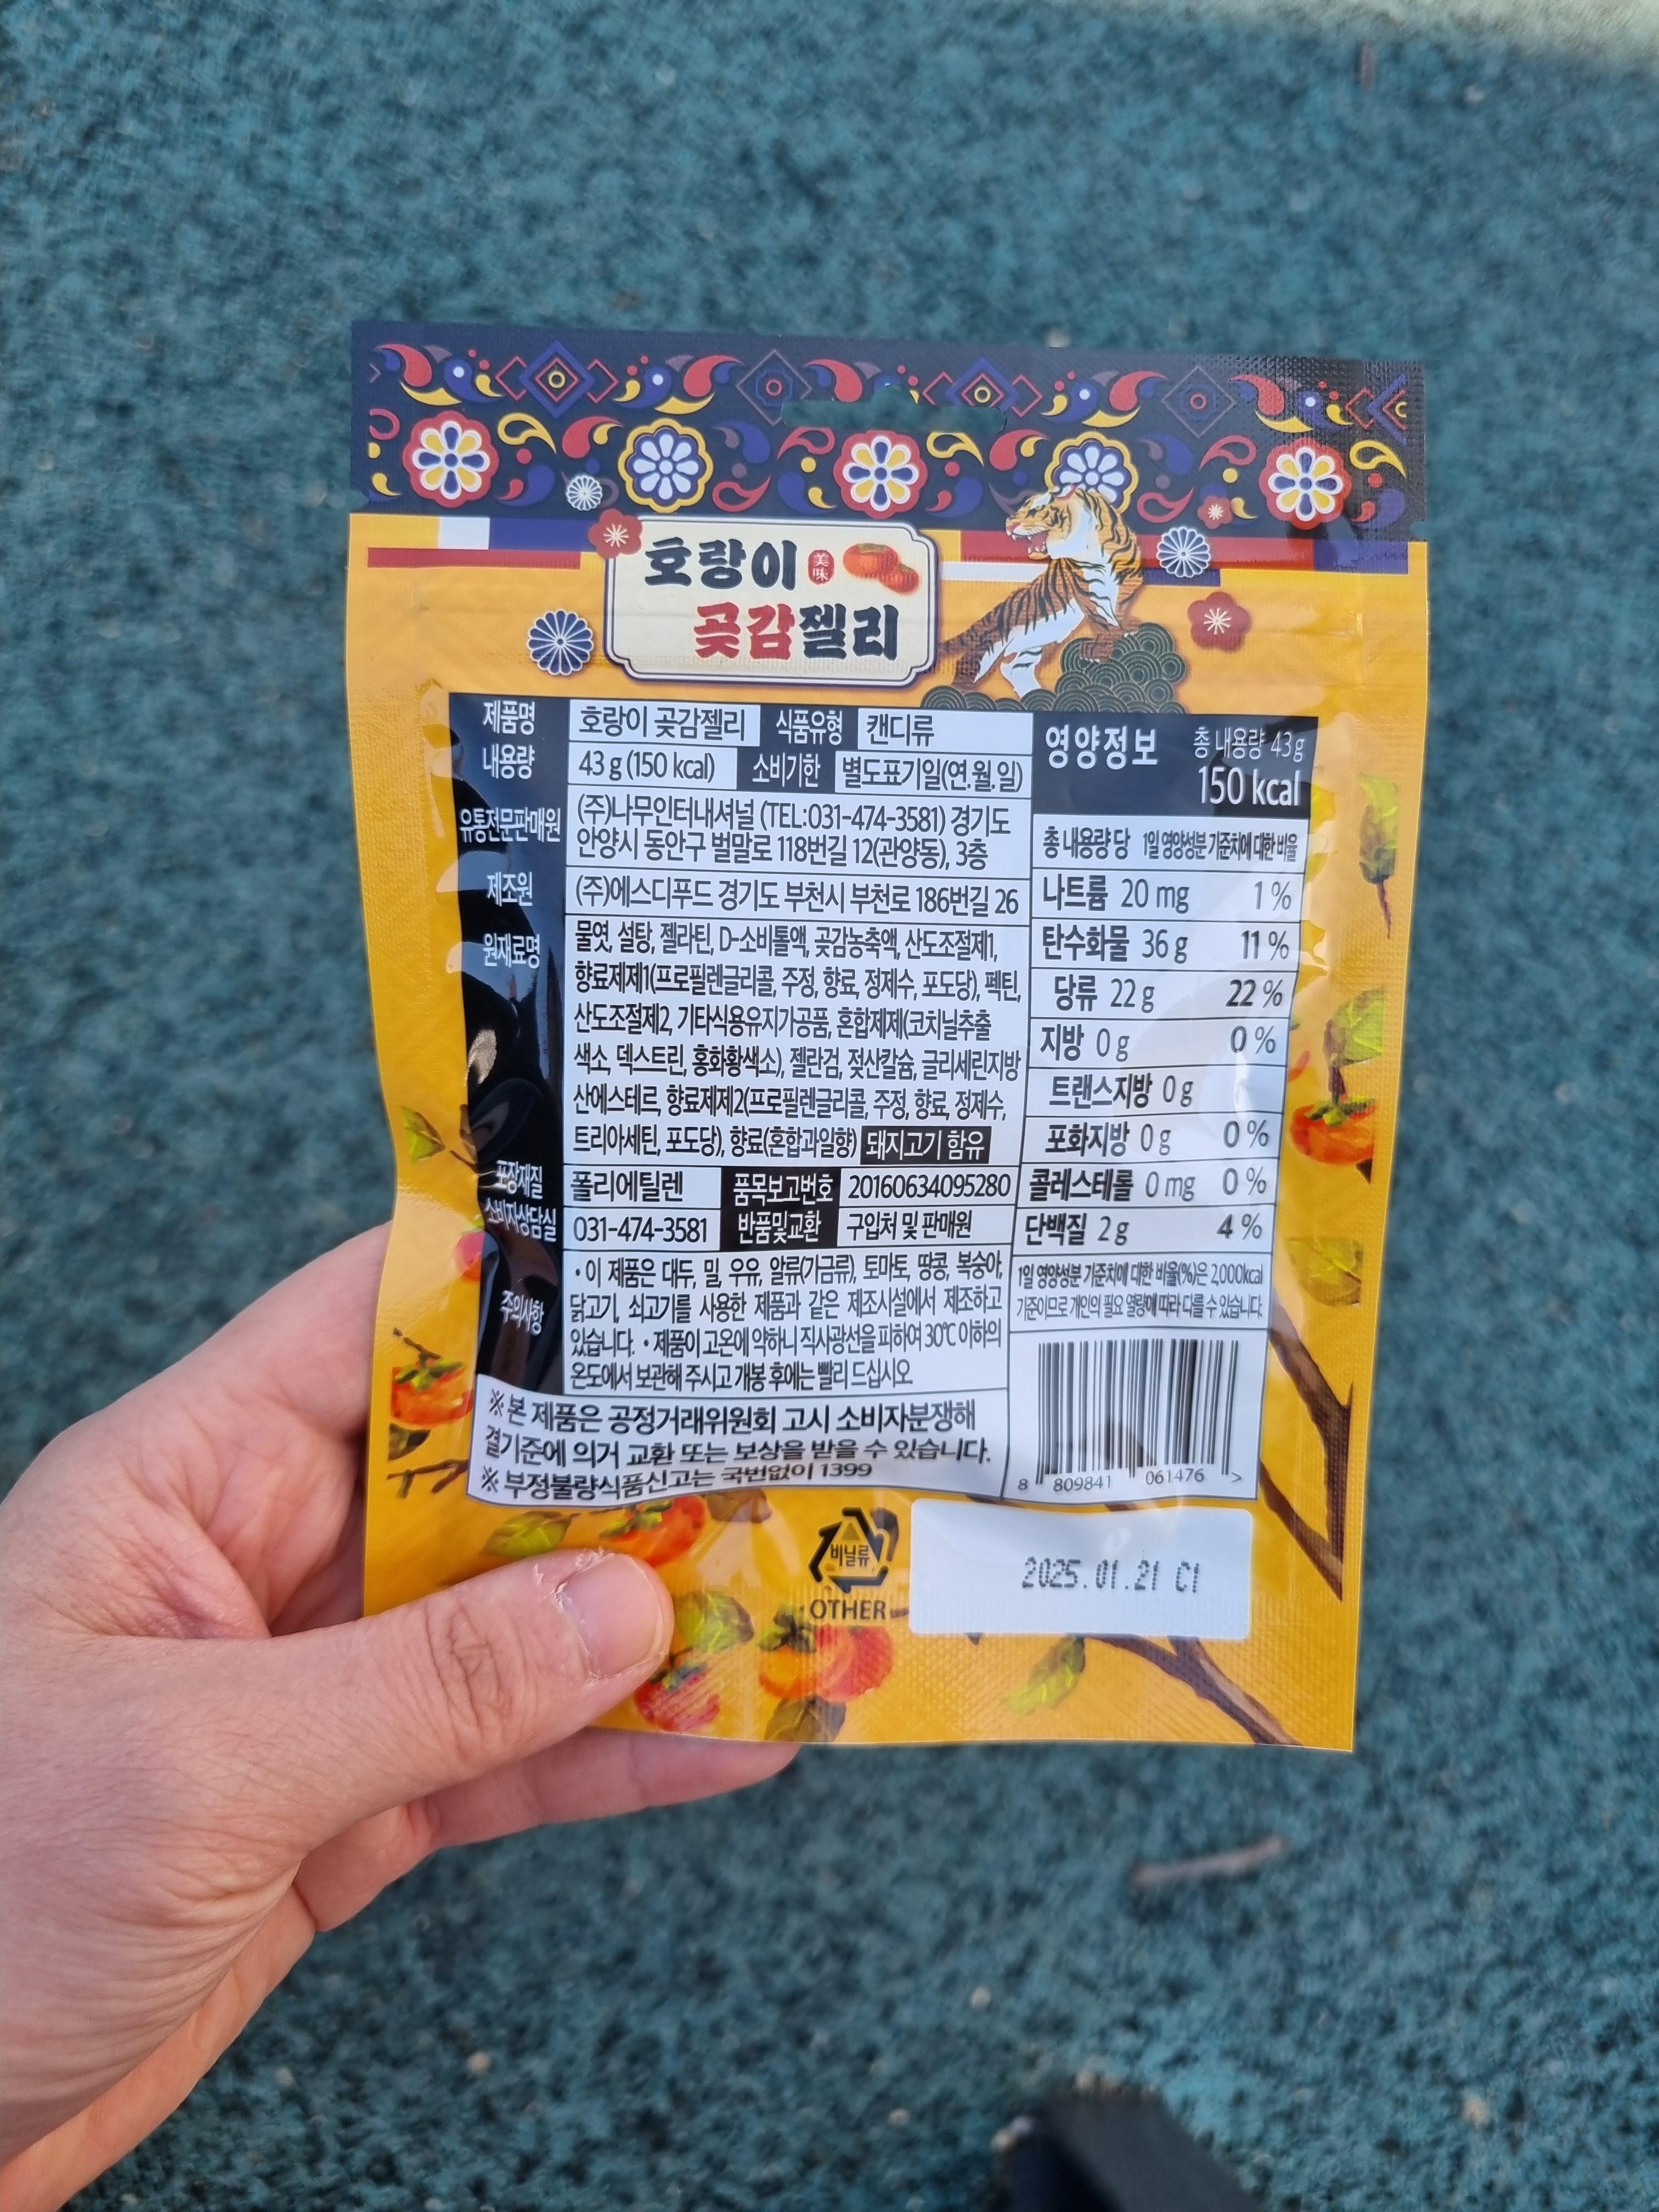 호랑이 美味
곶감젤리
제품명 호랑이 곶감젤리 식품유형 캔디류
내용량 43 g (150 kcal) 소비기한 별도표기일(연.월.일)
유통전문판매원 (주)나무인터내셔널 (TEL:031-474-3581) 경기도
안양시 동안구 벌말로 118번길 12(관양동), 3층
제조원 (주)에스디푸드 경기도 부천시 부천로 186번길 26
원재료명 물엿, 설탕, 젤라틴, D-소비톨액, 곶감농축액, 산도조절제1,
향료제제1(프로필렌글리콜, 주정, 향료, 정제수, 포도당), 펙틴,
산도조절제2, 기타식용유지가공품, 혼합제제(코치닐추출
색소, 덱스트린, 홍화황색소), 젤란검, 젖산칼슘, 글리세린지방
산에스테르, 향료제제2(프로필렌글리콜, 주정, 향료, 정제수,
트리아세틴, 포도당), 향료(혼합과일향) 돼지고기 함유
포장재질 폴리에틸렌 품목보고번호 20160634095280
소비자상담실 031-474-3581 반품및교환 구입처 및 판매원
주의사항
• 이 제품은 대두, 밀, 우유, 알류(가금류), 토마토, 땅콩, 복숭아,
닭고기, 쇠고기를 사용한 제품과 같은 제조시설에서 제조하고
있습니다. • 제품이 고온에 약하니 직사광선을 피하여 30℃ 이하의
온도에서 보관해 주시고 개봉 후에는 빨리 드십시오
※ 본 제품은 공정거래위원회 고시 소비자분쟁해
결기준에 의거 교환 또는 보상을 받을 수 있습니다.
※ 부정불량식품신고는 국번없이 1399
영양정보 총 내용량 43g
150 kcal
총 내용량 당 1일 영양성분 기준치에 대한 비율
나트륨 20 mg 1 %
탄수화물 36 g 11 %
당류 22 g 22 %
지방 0 g 0 %
트랜스지방 0 g
포화지방 0 g 0 %
콜레스테롤 0 mg 0 %
단백질 2 g 4 %
1일 영양성분 기준치에 대한 비율(%)은 2,000kcal
기준이므로 개인의 필요 열량에 따라 다를 수 있습니다.
8 809841 061476 >
비닐류
OTHER
2025.01.21 C1